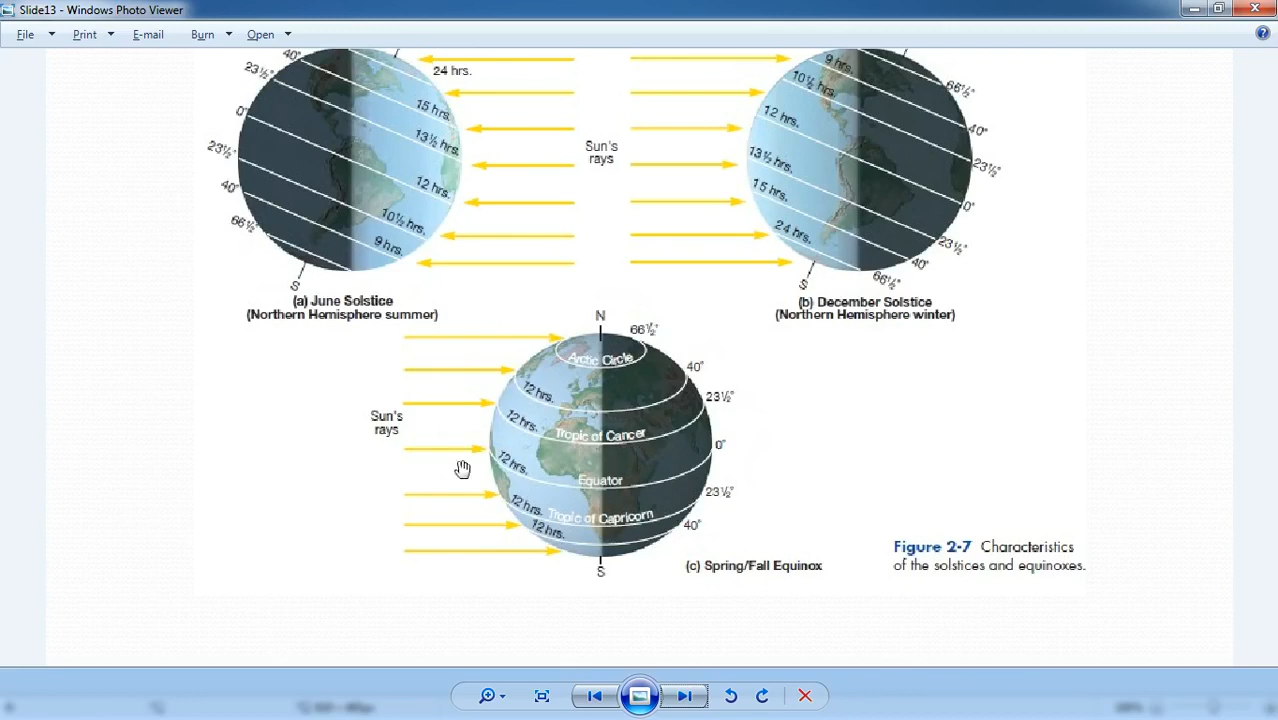 Slide13 - Windows Photo Viewer
File Print E-mail Burn Open
40°
23½°
0°
23½°
40°
66½°
S
24 hrs.
15 hrs.
13½ hrs.
12 hrs.
10½ hrs.
9 hrs.
(a) June Solstice
(Northern Hemisphere summer)
Sun's
rays
9 hrs.
10½ hrs.
12 hrs.
13½ hrs.
15 hrs.
24 hrs.
66½°
40°
23½°
0°
23½°
40°
66½°
S
(b) December Solstice
(Northern Hemisphere winter)
N
66½°
Arctic Circle
40°
12 hrs.
23½°
12 hrs.
Tropic of Cancer
Sun's
rays
0°
12 hrs.
Equator
23½°
12 hrs.
Tropic of Capricorn
40°
12 hrs.
S
(c) Spring/Fall Equinox
Figure 2-7 Characteristics
of the solstices and equinoxes.